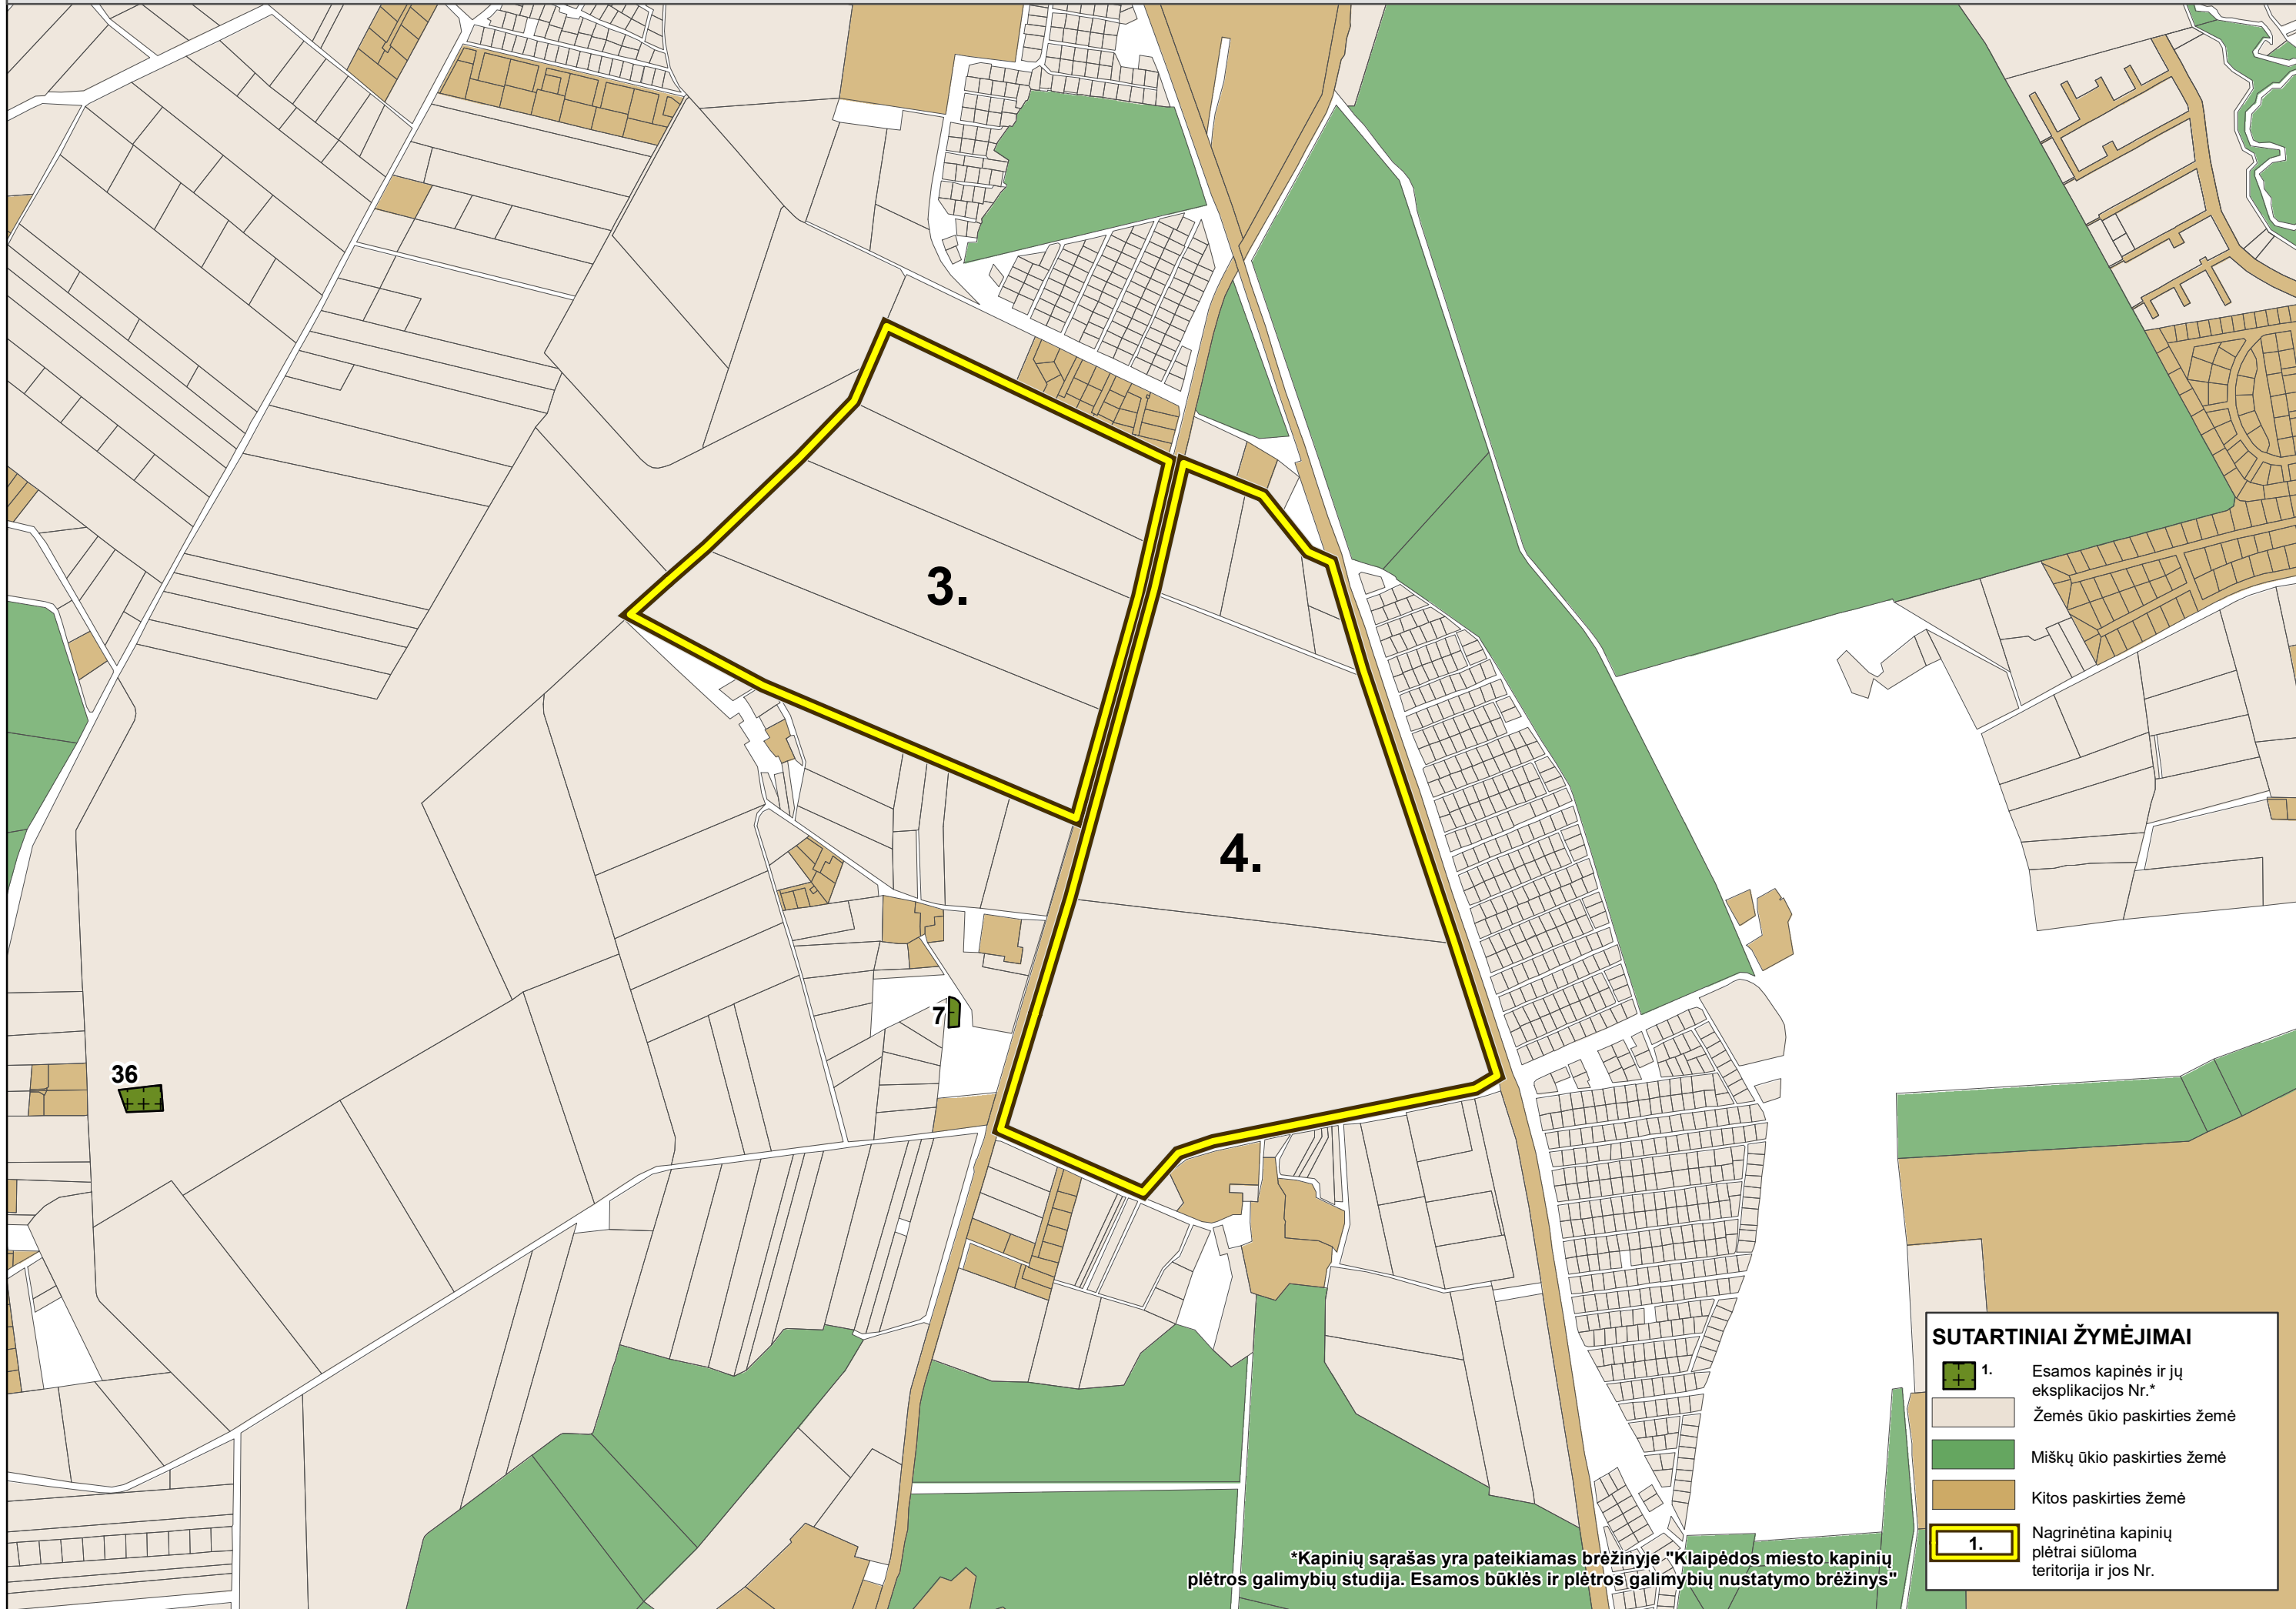 3.
4.
7
36
SUTARTINIAI ŽYMĖJIMAI
1.
Esamos kapinės ir jų
eksplikacijos Nr.*
Žemės ūkio paskirties žemė
Miškų ūkio paskirties žemė
Kitos paskirties žemė
1.
Nagrinėtina kapinių
plėtrai siūloma
teritorija ir jos Nr.
*Kapinių sąrašas yra pateikiamas brėžinyje "Klaipėdos miesto kapinių
plėtros galimybių studija. Esamos būklės ir plėtros galimybių nustatymo brėžinys"